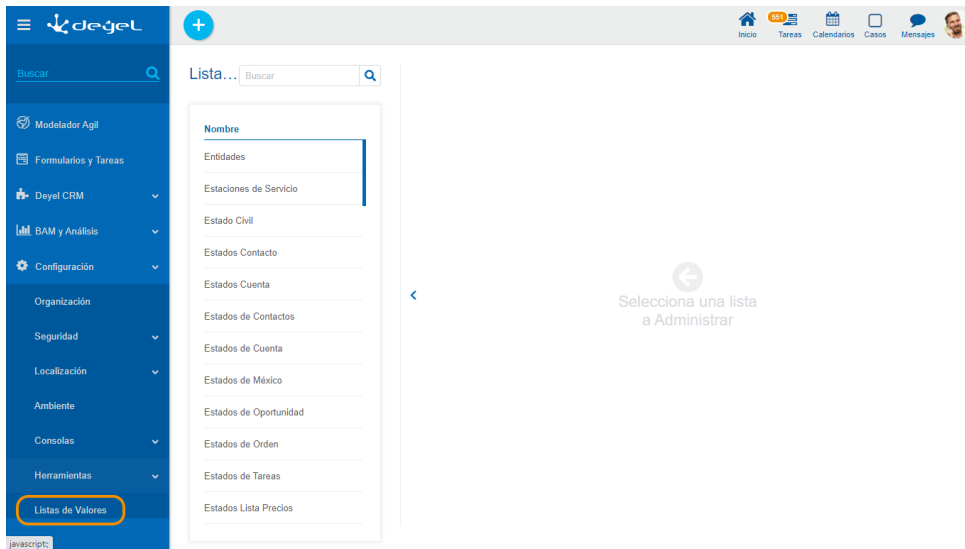 deyel
Inicio
551
Tareas
Calendarios
Casos
Mensajes
Buscar
Modelador Agil
Formularios y Tareas
Deyel CRM
BAM y Análisis
Configuración
Organización
Seguridad
Localización
Ambiente
Consolas
Herramientas
Listas de Valores
javascript:;
Lista...
Buscar
Nombre
Entidades
Estaciones de Servicio
Estado Civil
Estados Contacto
Estados Cuenta
Estados de Contactos
Estados de Cuenta
Estados de México
Estados de Oportunidad
Estados de Orden
Estados de Tareas
Estados Lista Precios
Selecciona una lista
a Administrar